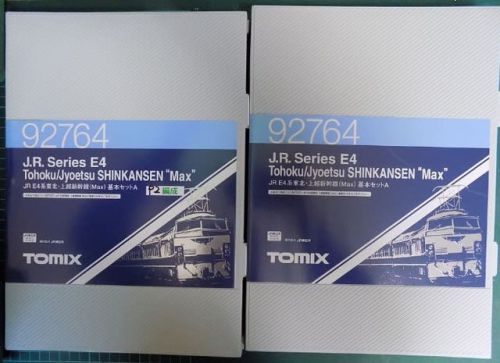 92764
J.R. Series E4
Tohoku/Jyoetsu SHINKANSEN "Max"
JR E4系東北・上越新幹線(Max) 基本セットA
P2 編成
TOMIX
92764
J.R. Series E4
Tohoku/Jyoetsu SHINKANSEN "Max"
JR E4系東北・上越新幹線(Max) 基本セットA
TOMIX